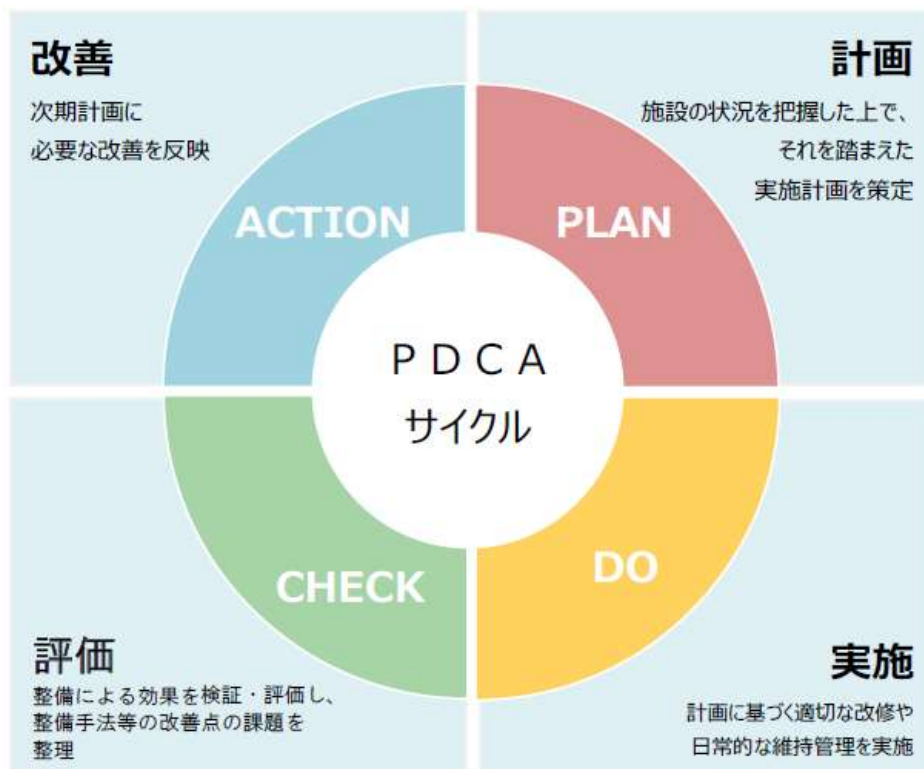 改善
次期計画に
必要な改善を反映
計画
施設の状況を把握した上で、
それを踏まえた
実施計画を策定
ACTION
PLAN
PDCA
サイクル
CHECK
DO
評価
整備による効果を検証・評価し、
整備手法等の改善点の課題を
整理
実施
計画に基づく適切な改修や
日常的な維持管理を実施